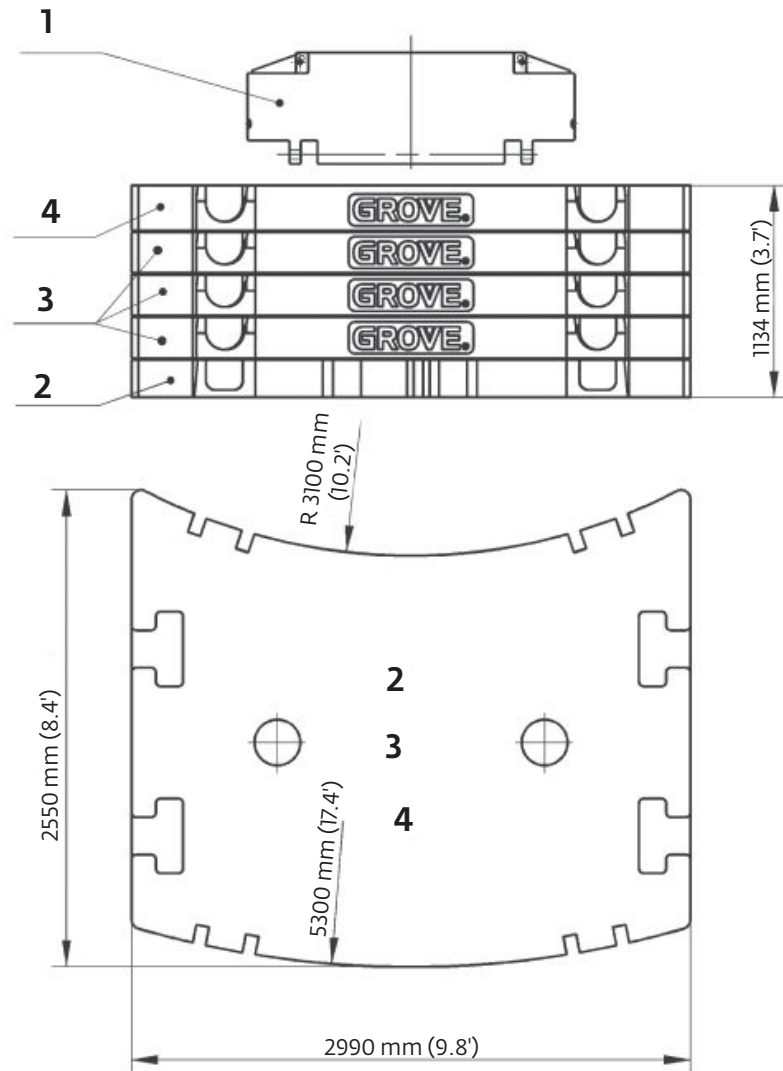 1
4
GROVE.
GROVE.
3
GROVE.
GROVE.
2
1134 mm (3.7')
R 3100 mm
(10.2')
2550 mm (8.4')
2
3
4
5300 mm (17.4')
2990 mm (9.8')